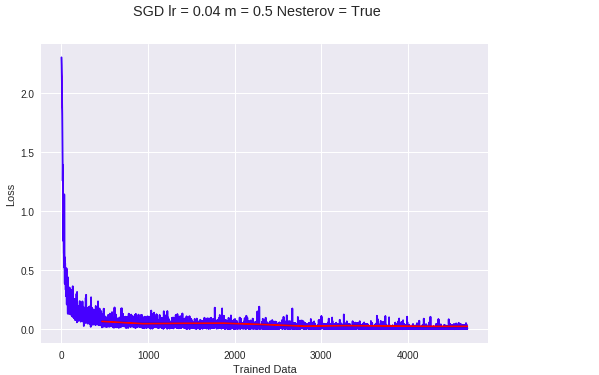 SGD lr = 0.04 m = 0.5 Nesterov = True
2.0
1.5
1.0
0.5
0.0
Loss
0 1000 2000 3000 4000
Trained Data